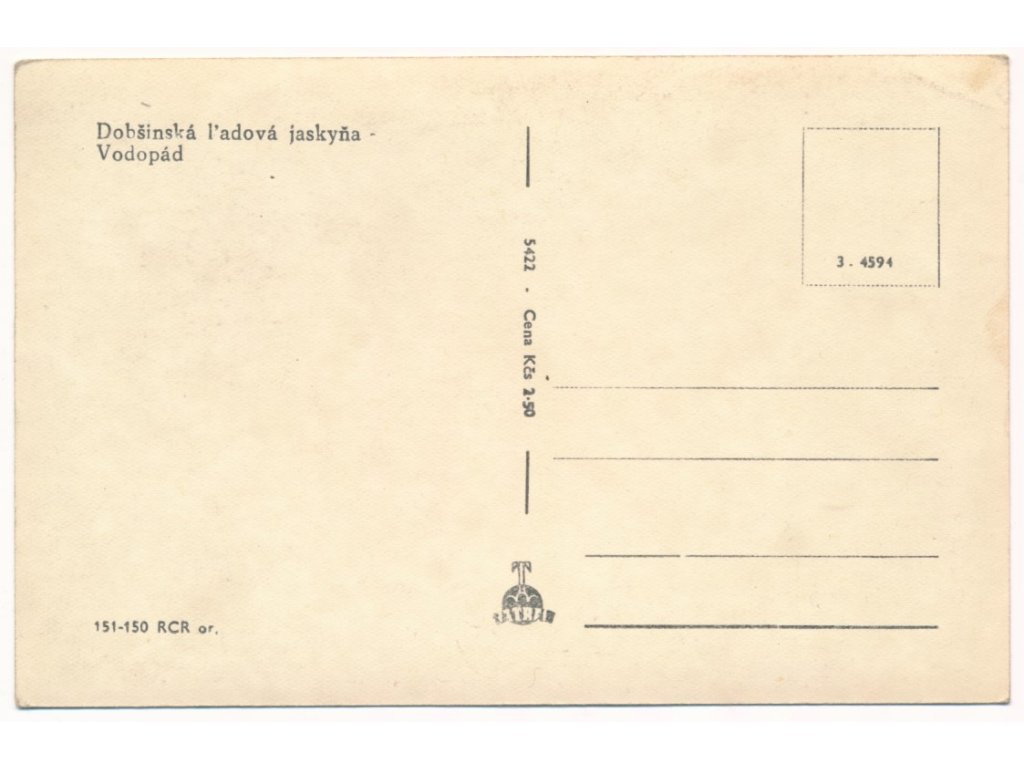 Dobšinská ľadová jaskyňa -
Vodopád
5422 · Cena Kčs 2·50
3 . 4594
151-150 RCR or.